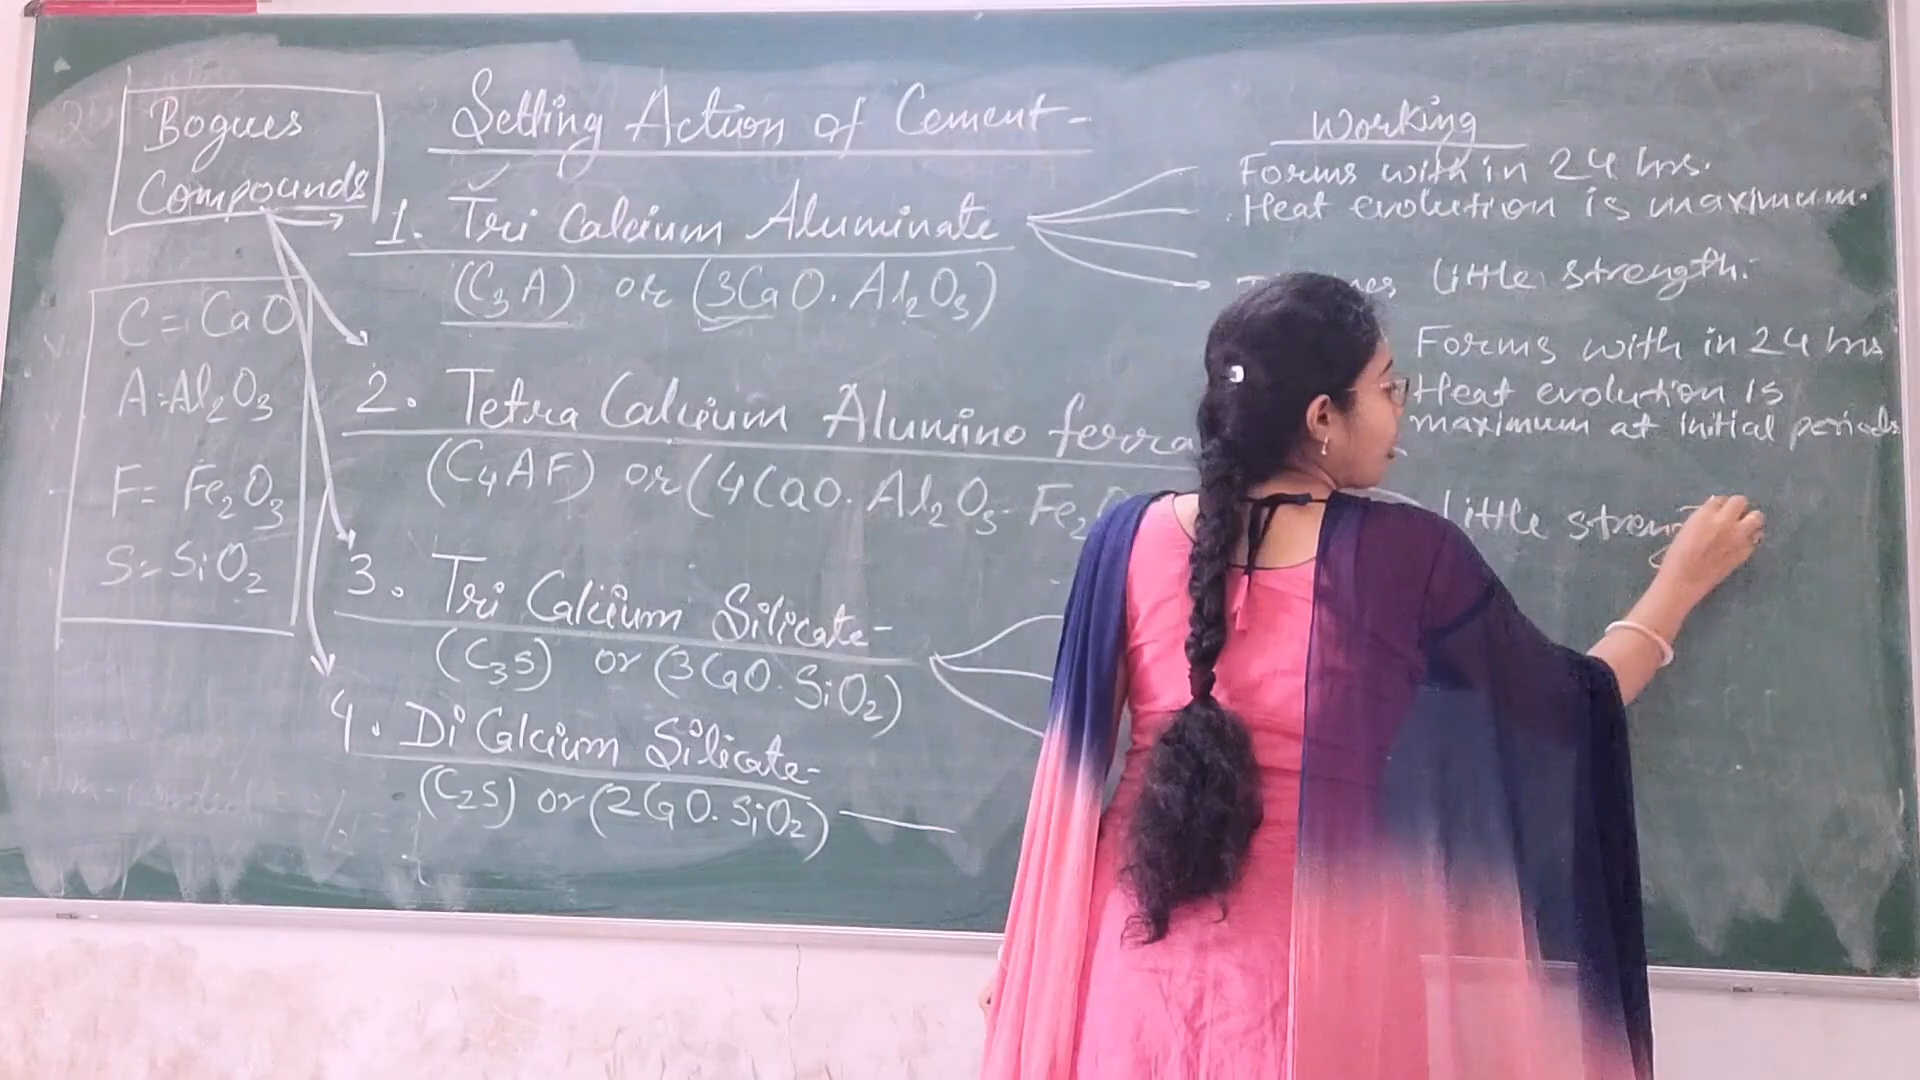 Bogues
Compounds
C = CaO
A = Al2O3
F = Fe2O3
S = SiO2
Setting Action of Cement-
1. Tri Calcium Aluminate
(C3A) or (3CaO. Al2O3)
2. Tetra Calcium Alumino ferra
(C4AF) or (4CaO. Al2O3. Fe2
3. Tri Calcium Silicate-
(C3S) or (3CaO. SiO2)
4. Di Calcium Silicate-
(C2S) or (2CaO. SiO2)
Working
Forms with in 24 hrs.
Heat evolution is maximum.
little strength.
Forms with in 24 hrs
Heat evolution is
maximum at initial periods
little streng